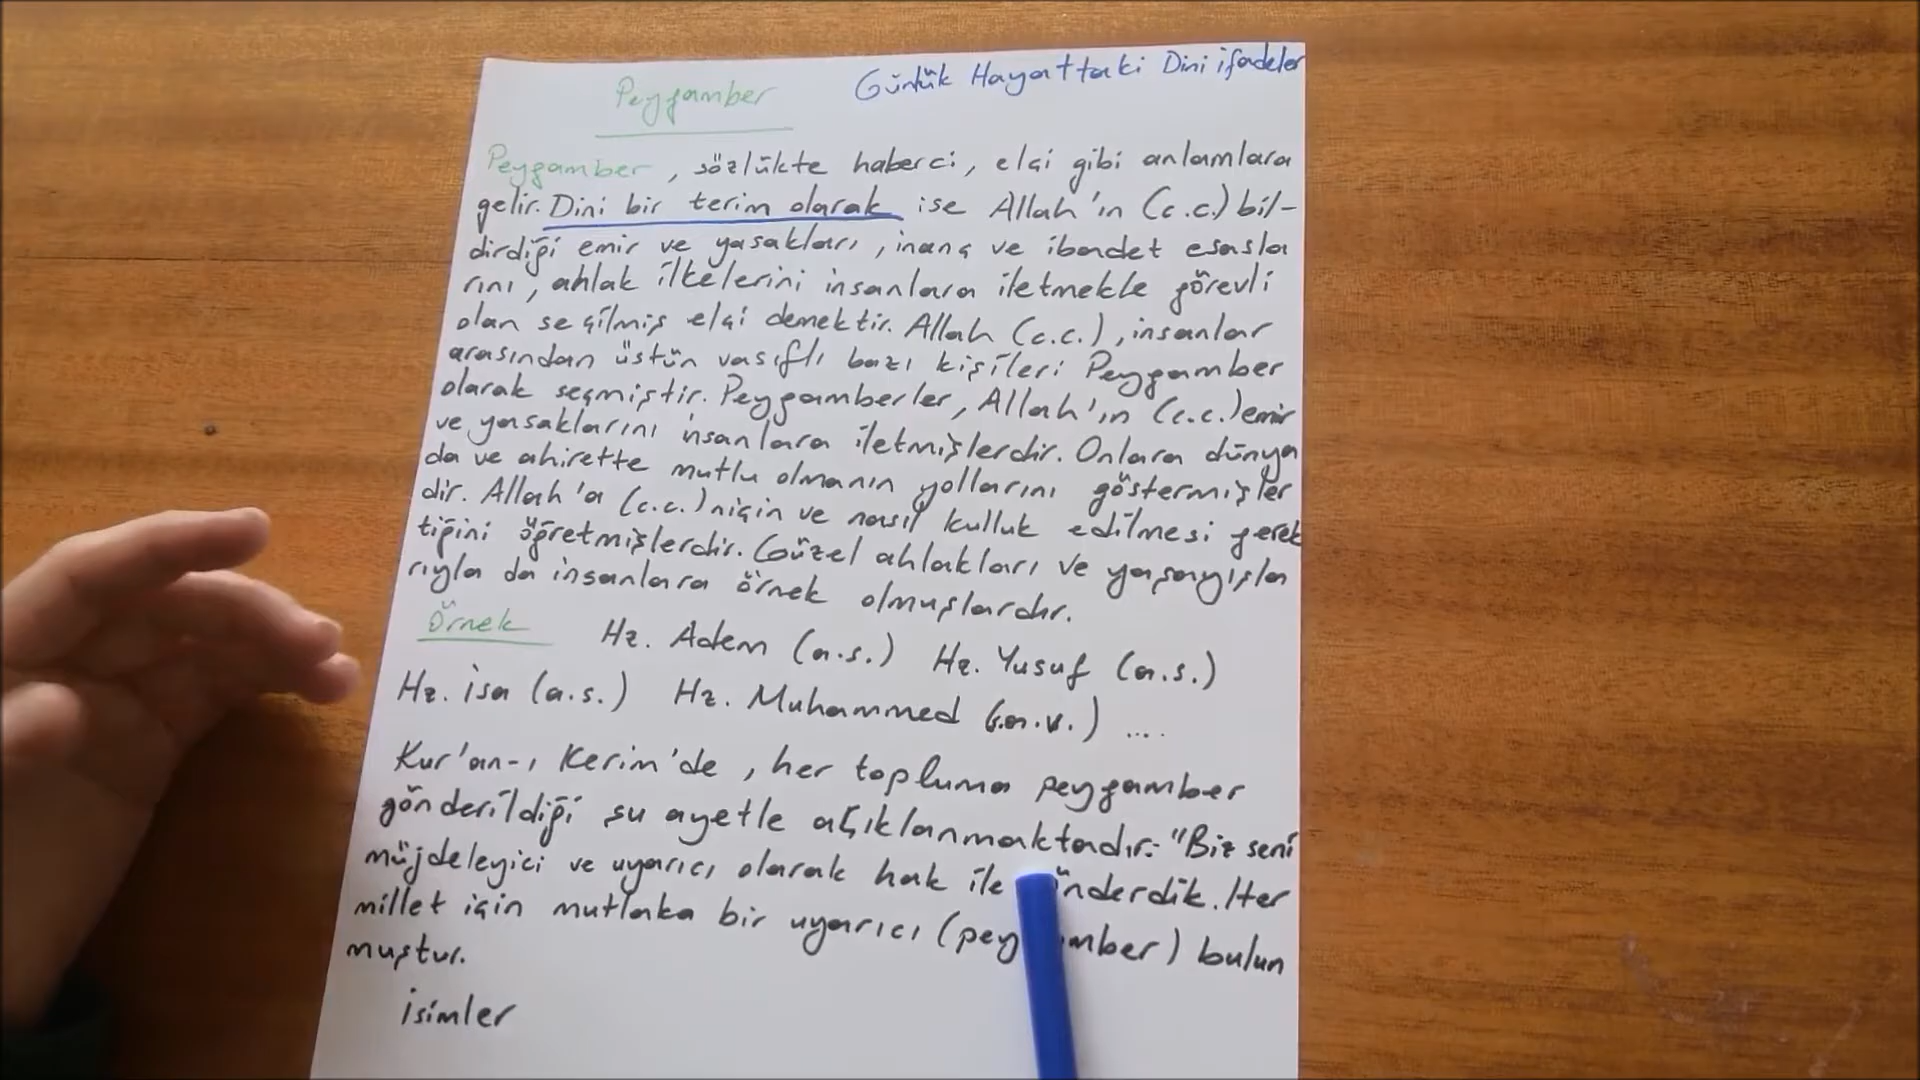 Peygamber
Günlük Hayattaki Dini ifadeler
Peygamber, sözlükte haberci, elçi gibi anlamlara
gelir. Dini bir terim olarak ise Allah'ın (c.c.) bil-
dirdiği emir ve yasakları, inanç ve ibadet esasla
rını, ahlak ilkelerini insanlara iletmekle görevli
olan seçilmiş elçi demektir. Allah (c.c.), insanlar
arasından üstün vasıflı bazı kişileri Peygamber
olarak seçmiştir. Peygamberler, Allah'ın (c.c.) emir
ve yasaklarını insanlara iletmişlerdir. Onlara dünya
da ve ahirette mutlu olmanın yollarını göstermişler
dir. Allah'a (c.c.) niçin ve nasıl kulluk edilmesi gerek
tiğini öğretmişlerdir. Güzel ahlakları ve yaşayışla
rıyla da insanlara örnek olmuşlardır.
Örnek Hz. Adem (a.s.) Hz. Yusuf (a.s.)
Hz. isa (a.s.) Hz. Muhammed (s.a.v.) ....
Kur'an-ı Kerim'de, her topluma peygamber
gönderildiği şu ayetle açıklanmaktadır: "Biz seni
müjdeleyici ve uyarıcı olarak hak ile Her
millet için mutlaka bir uyarıcı bulun
muştur.
isimler